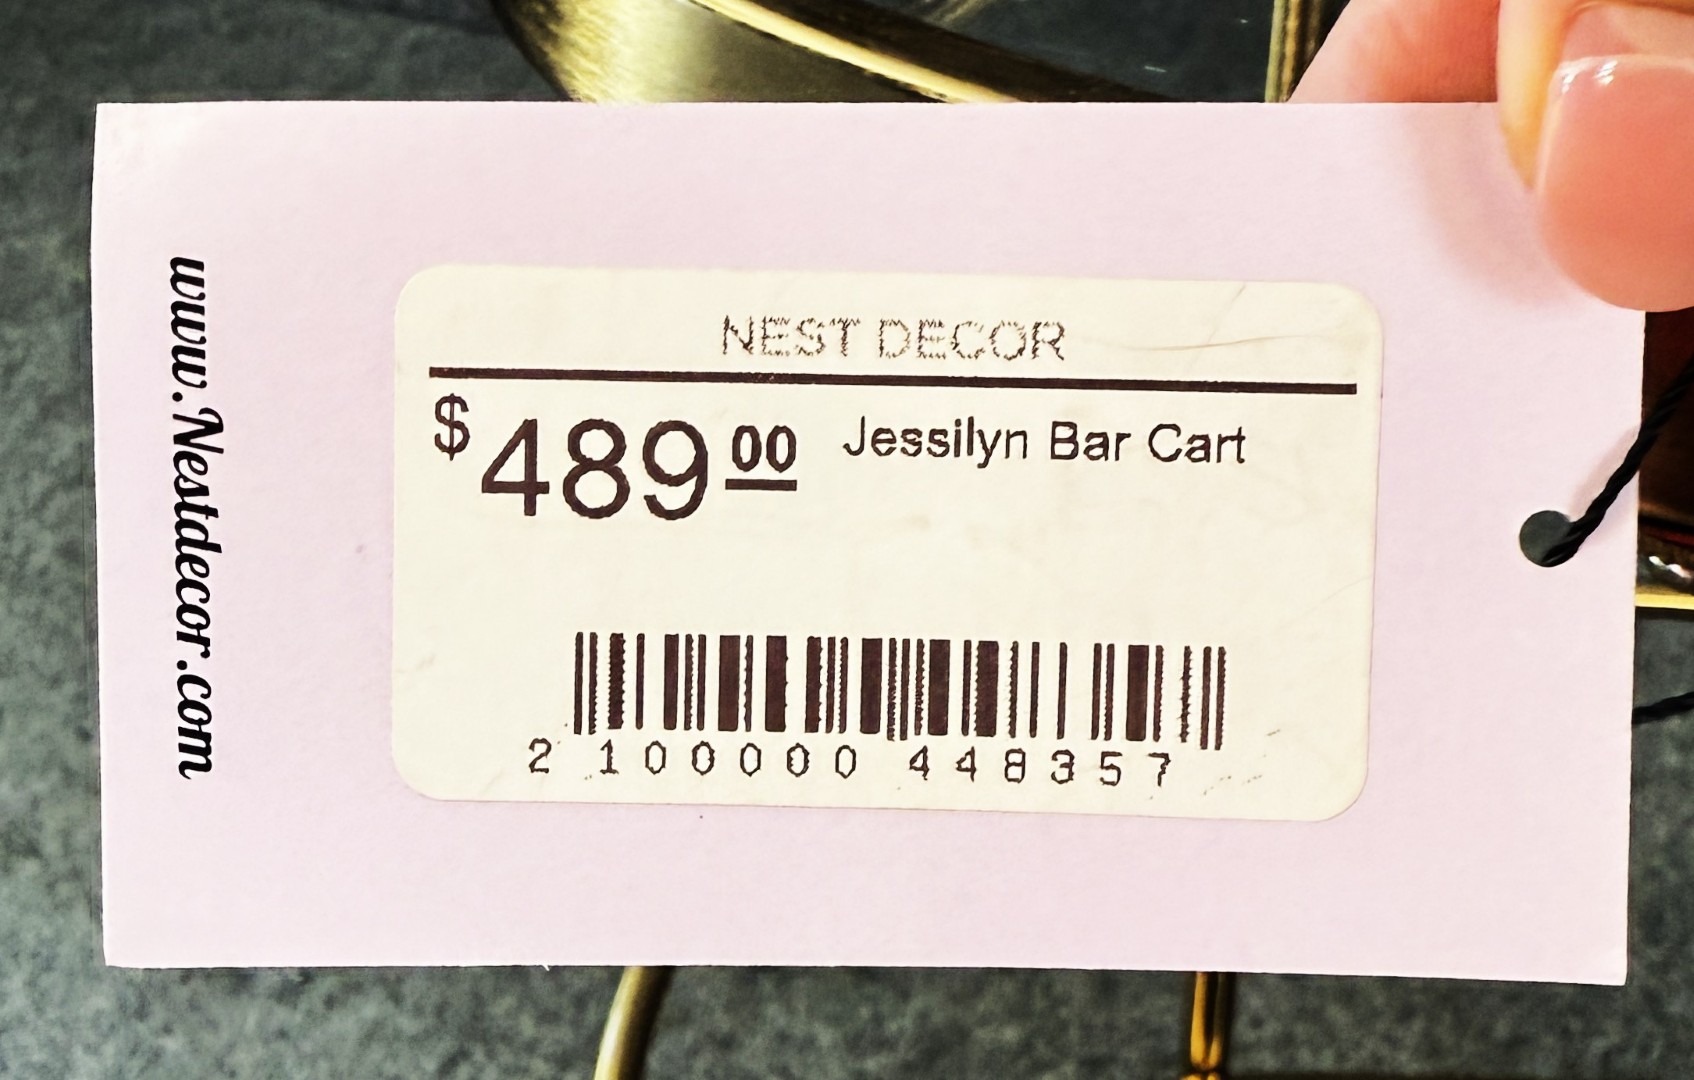 www.Nestdecor.com
NEST DECOR
$489.00 Jessilyn Bar Cart
2 100000 448357